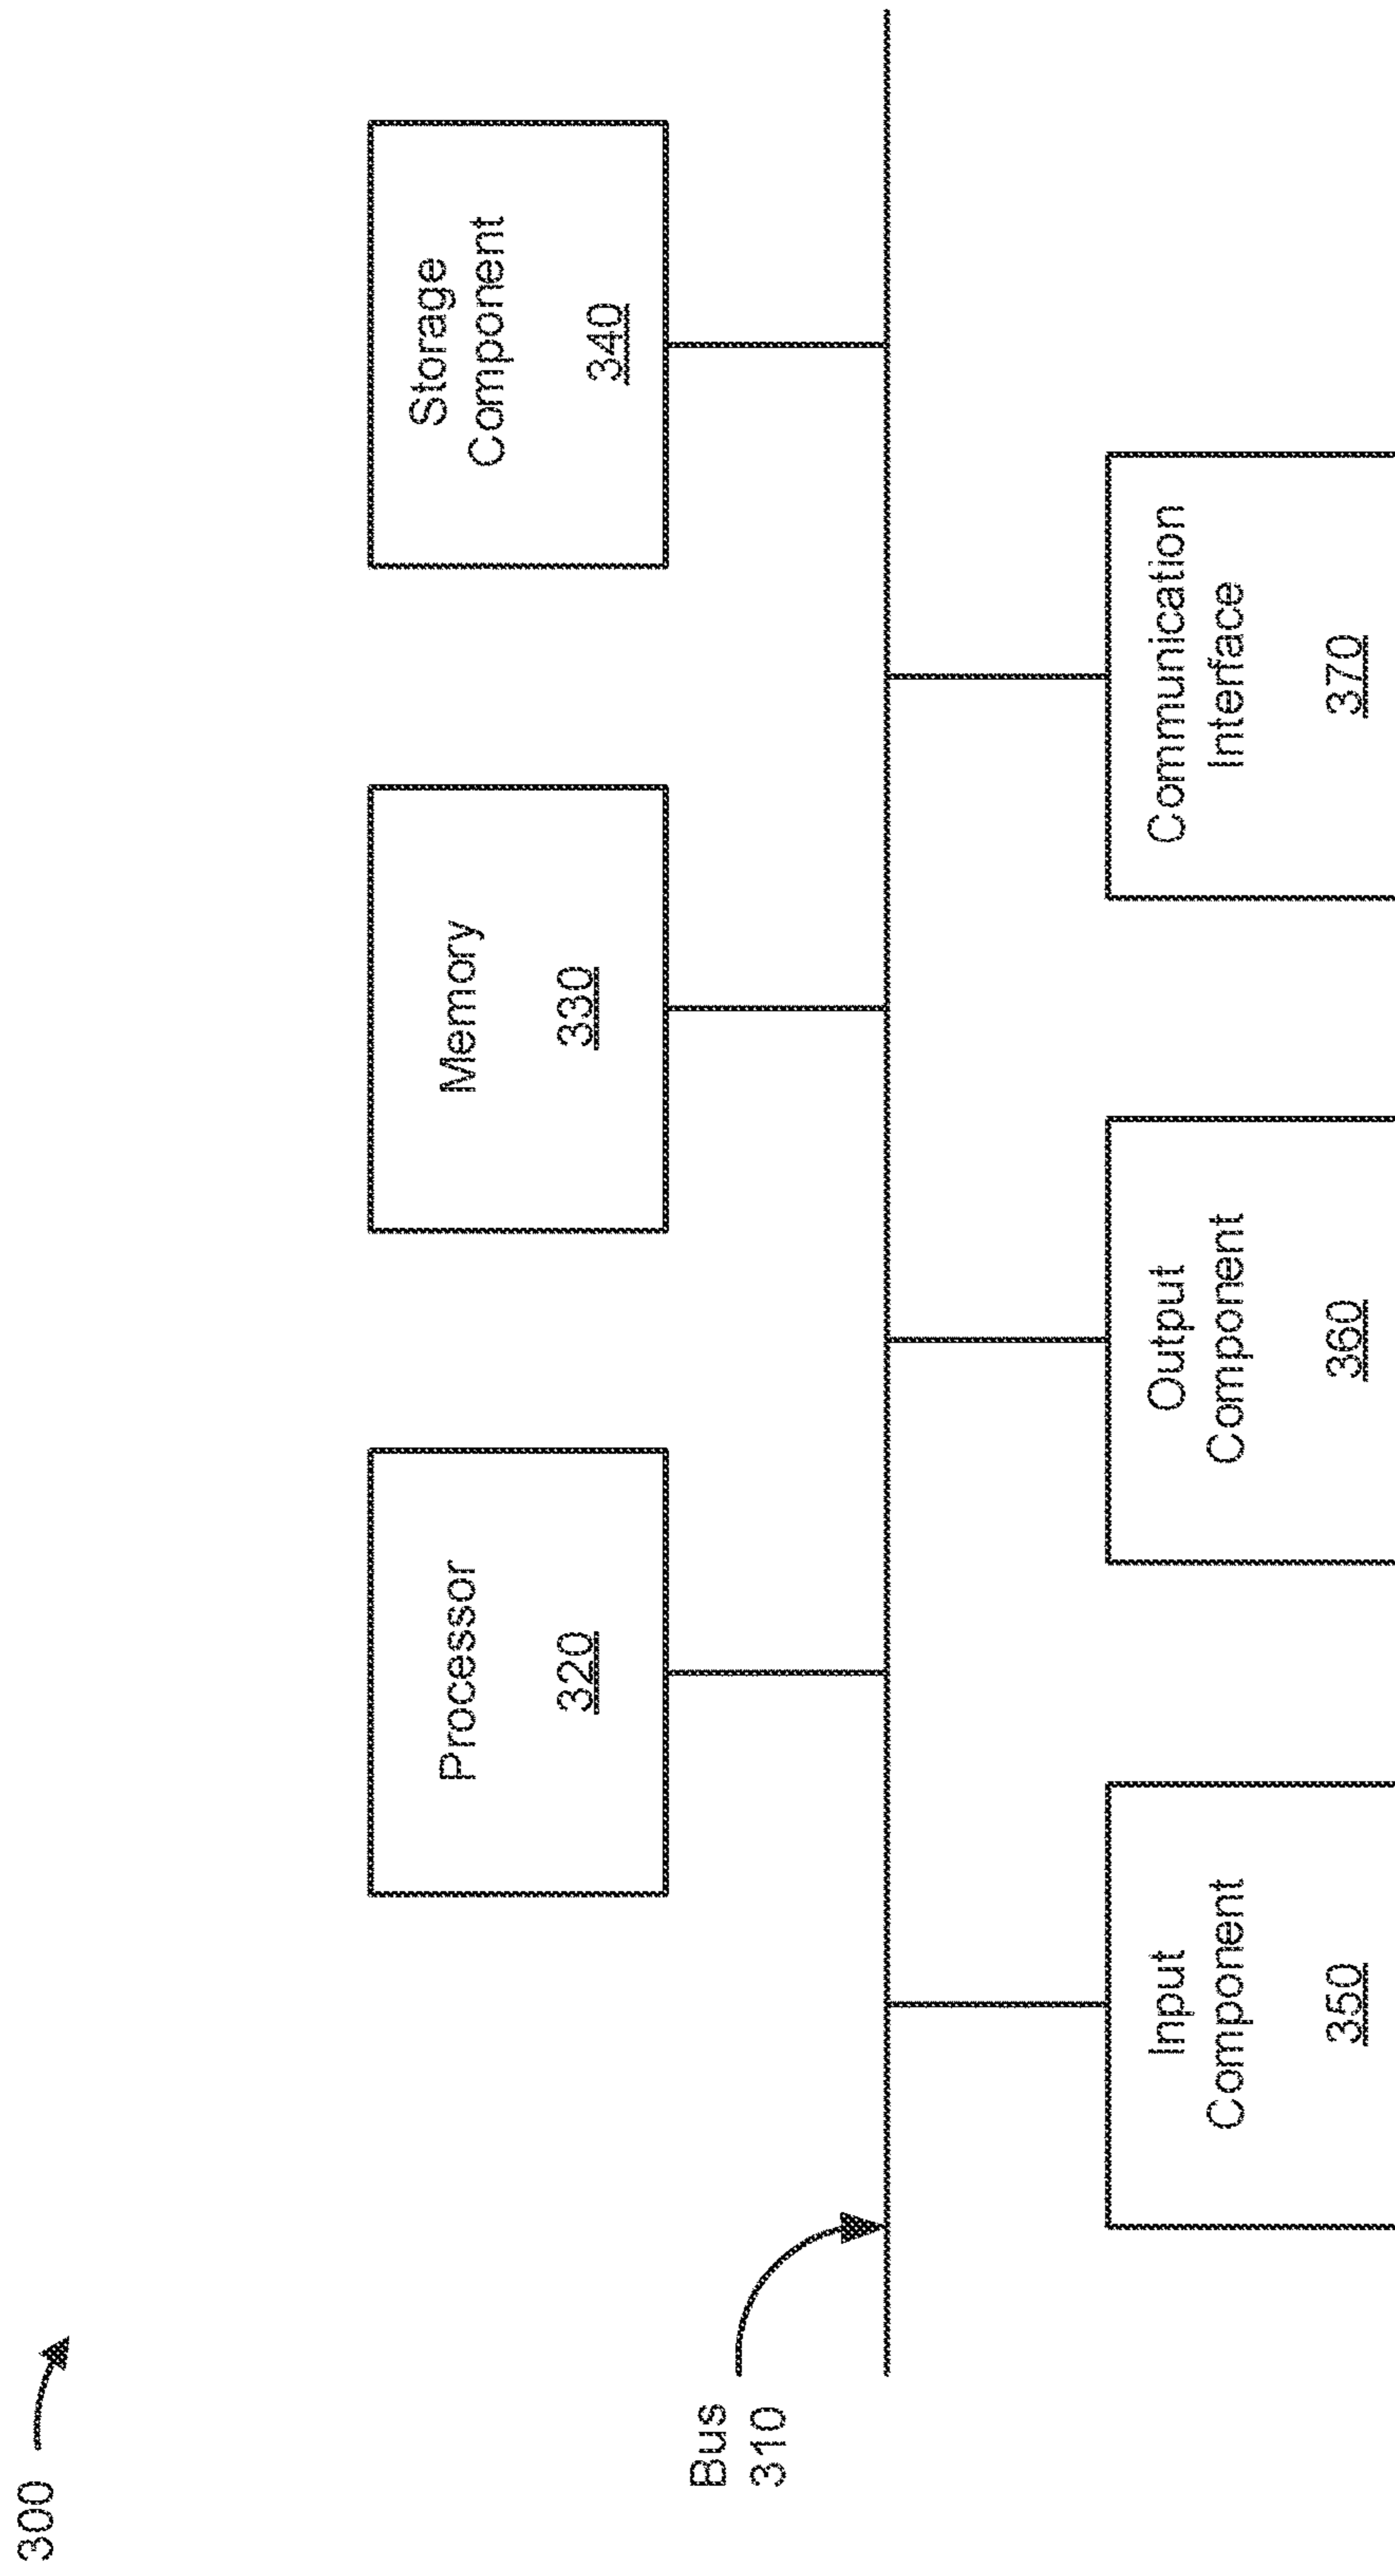 300
Processor
320
Memory
330
Storage
Component
340
Bus
310
Input
Component
350
Output
Component
360
Communication
Interface
370